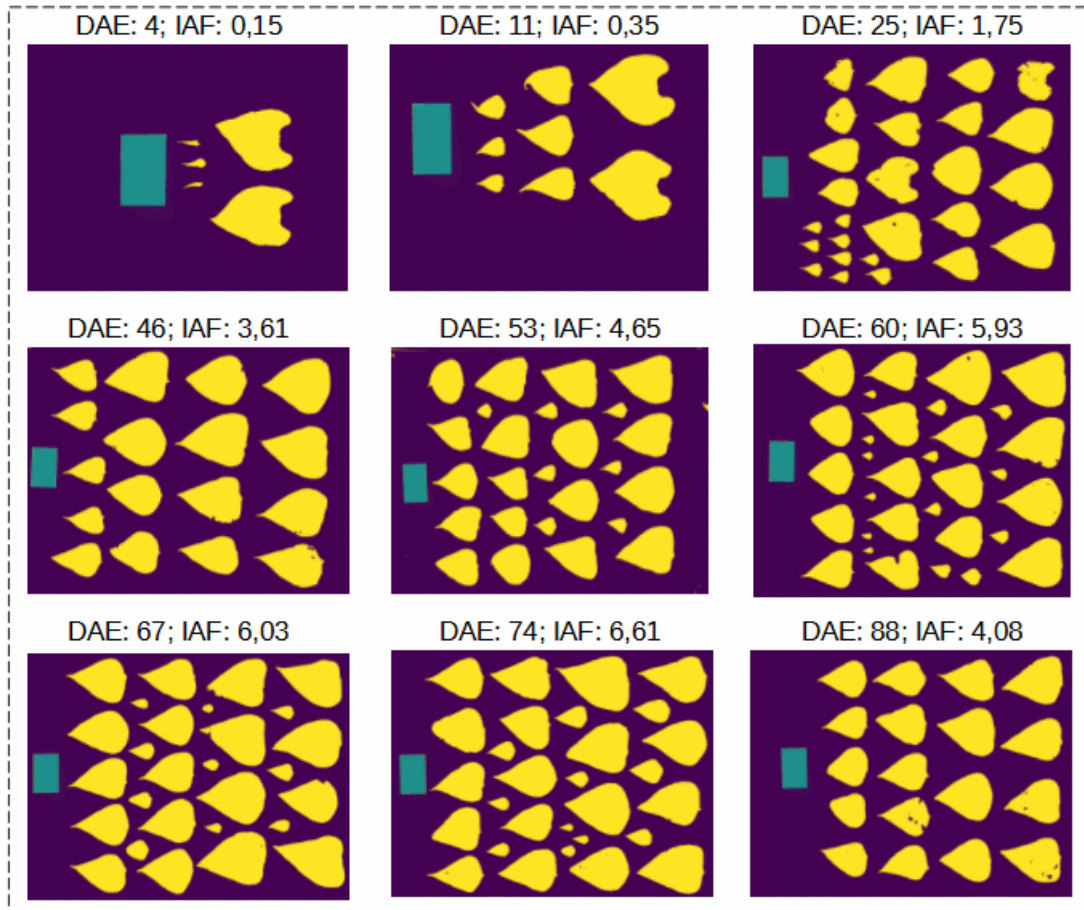 DAE: 4; IAF: 0,15
DAE: 11; IAF: 0,35
DAE: 25; IAF: 1,75
DAE: 46; IAF: 3,61
DAE: 53; IAF: 4,65
DAE: 60; IAF: 5,93
DAE: 67; IAF: 6,03
DAE: 74; IAF: 6,61
DAE: 88; IAF: 4,08